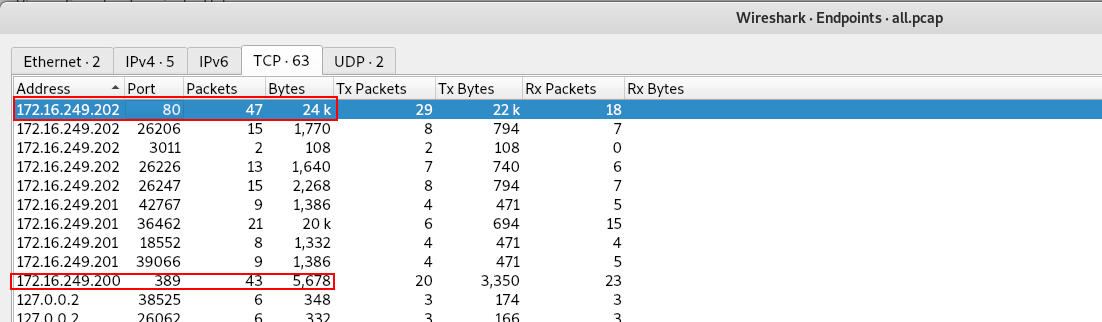 Wireshark · Endpoints · all.pcap
Ethernet · 2 IPv4 · 5 IPv6 TCP · 63 UDP · 2
Address Port Packets Bytes Tx Packets Tx Bytes Rx Packets Rx Bytes
172.16.249.202 80 47 24 k 29 22 k 18
172.16.249.202 26206 15 1,770 8 794 7
172.16.249.202 3011 2 108 2 108 0
172.16.249.202 26226 13 1,640 7 740 6
172.16.249.202 26247 15 2,268 8 794 7
172.16.249.201 42767 9 1,386 4 471 5
172.16.249.201 36462 21 20 k 6 694 15
172.16.249.201 18552 8 1,332 4 471 4
172.16.249.201 39066 9 1,386 4 471 5
172.16.249.200 389 43 5,678 20 3,350 23
127.0.0.2 38525 6 348 3 174 3
127.0.0.2 26062 6 332 3 166 3